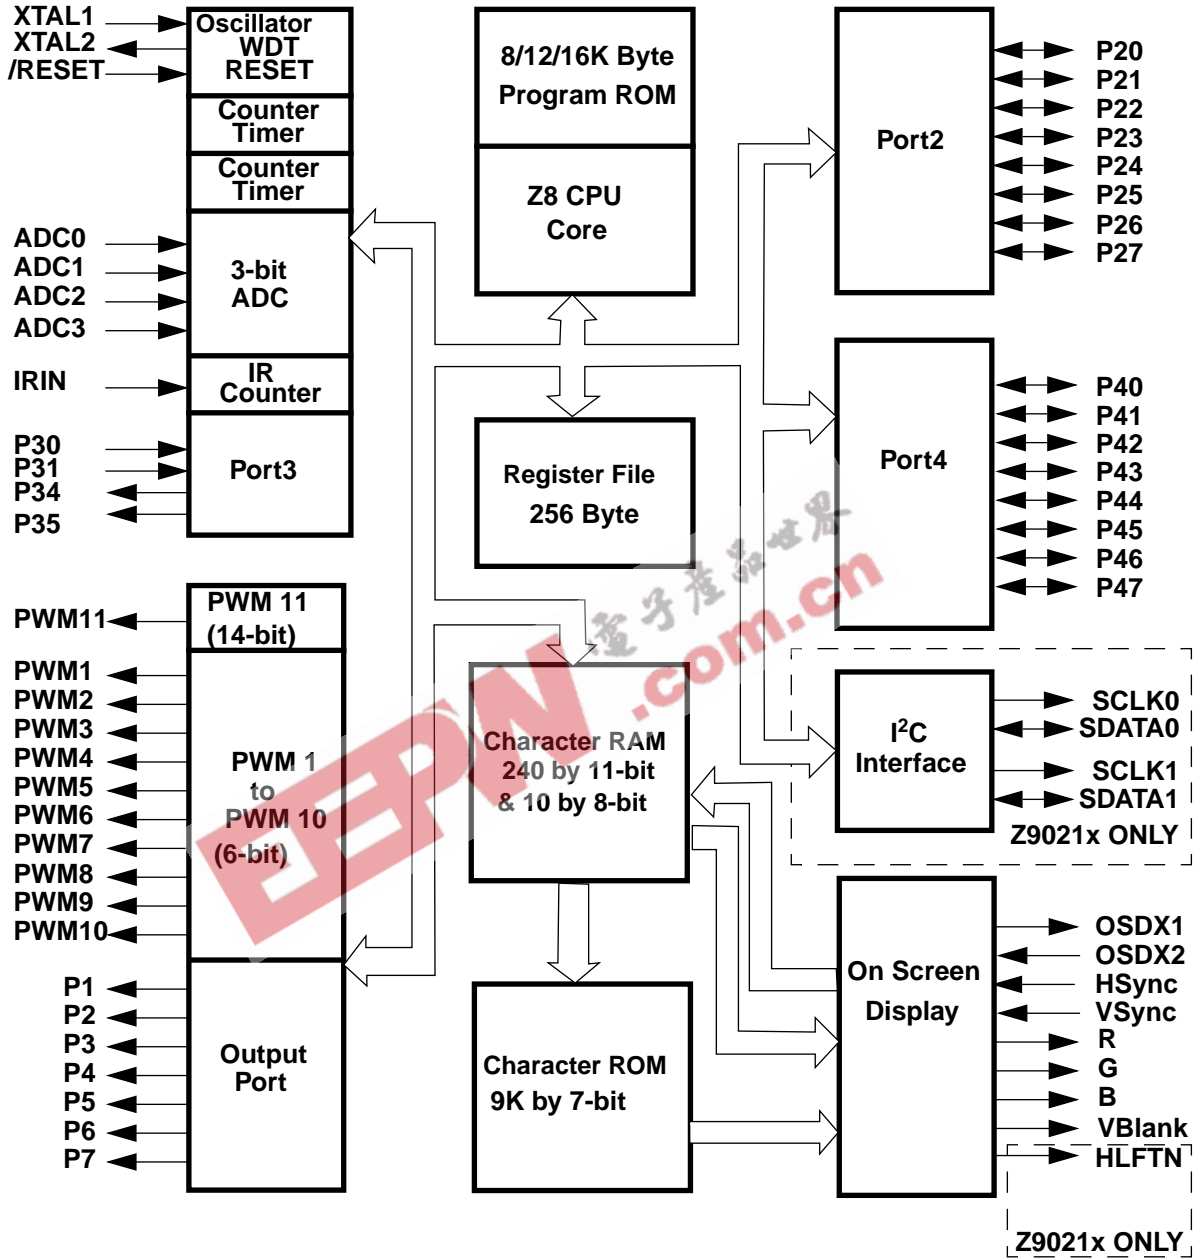 XTAL1
XTAL2
/RESET
Oscillator
WDT
RESET
Counter
Timer
Counter
Timer
ADC0
ADC1
ADC2
ADC3
3-bit
ADC
IRIN
IR
Counter
P30
P31
P34
P35
Port3
8/12/16K Byte
Program ROM
Z8 CPU
Core
Register File
256 Byte
Port2
P20
P21
P22
P23
P24
P25
P26
P27
Port4
P40
P41
P42
P43
P44
P45
P46
P47
PWM11
PWM 11
(14-bit)
PWM1
PWM2
PWM3
PWM4
PWM5
PWM6
PWM7
PWM8
PWM9
PWM10
PWM 1
to
PWM 10
(6-bit)
P1
P2
P3
P4
P5
P6
P7
Output
Port
Character RAM
240 by 11-bit
& 10 by 8-bit
Character ROM
9K by 7-bit
I²C
Interface
SCLK0
SDATA0
SCLK1
SDATA1
Z9021x ONLY
On Screen
Display
OSDX1
OSDX2
HSync
VSync
R
G
B
VBlank
HLFTN
Z9021x ONLY
EEPW
.com.cn
電子產品世界